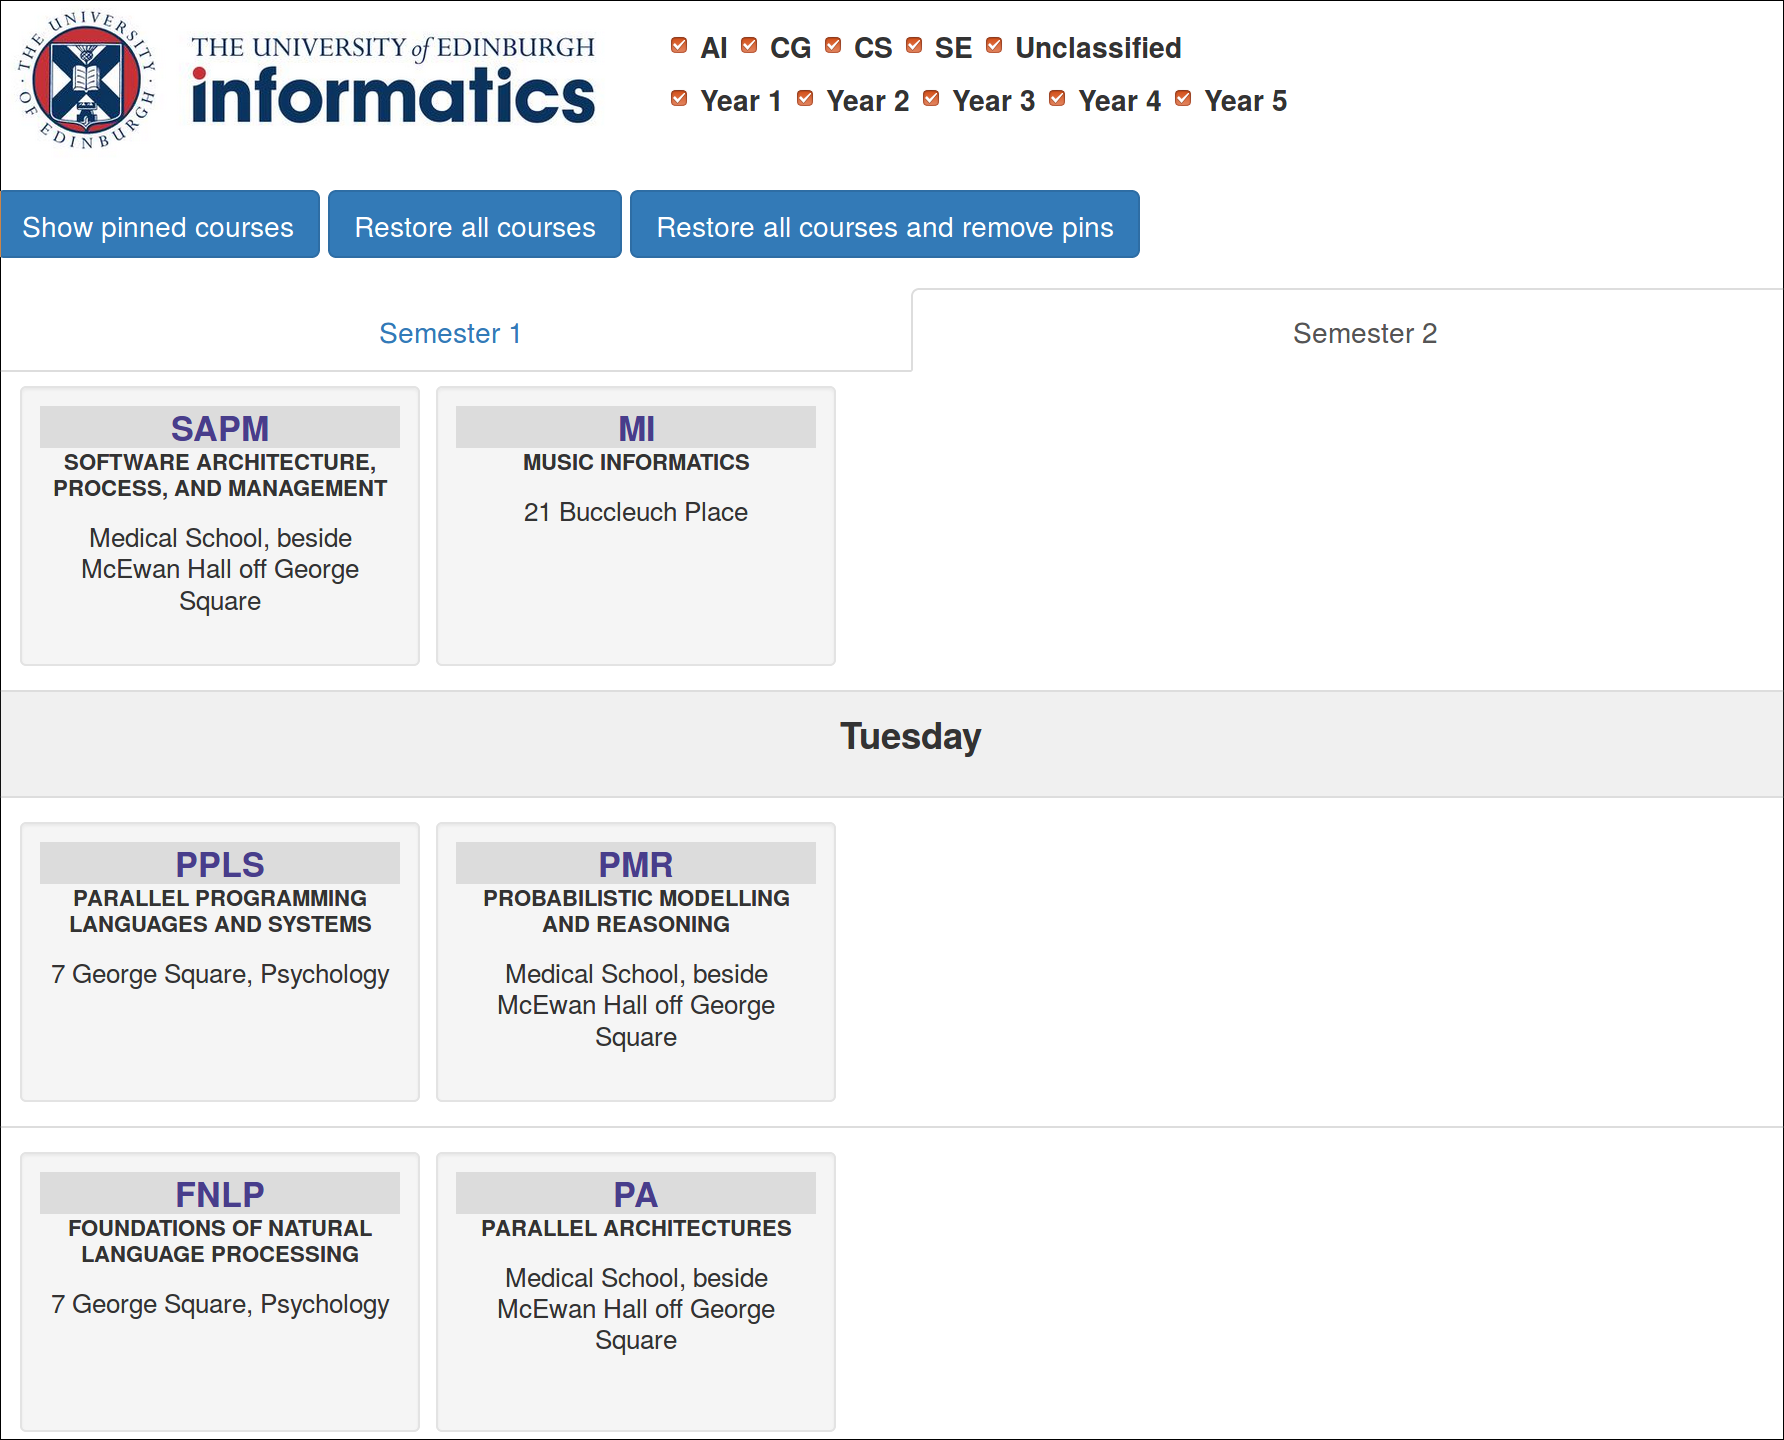 THE UNIVERSITY
OF EDINBURGH
THE UNIVERSITY of EDINBURGH
informatics
AI CG CS SE Unclassified
Year 1 Year 2 Year 3 Year 4 Year 5
Show pinned courses Restore all courses Restore all courses and remove pins
Semester 1 Semester 2
SAPM
SOFTWARE ARCHITECTURE,
PROCESS, AND MANAGEMENT
Medical School, beside
McEwan Hall off George
Square
MI
MUSIC INFORMATICS
21 Buccleuch Place
Tuesday
PPLS
PARALLEL PROGRAMMING
LANGUAGES AND SYSTEMS
7 George Square, Psychology
PMR
PROBABILISTIC MODELLING
AND REASONING
Medical School, beside
McEwan Hall off George
Square
FNLP
FOUNDATIONS OF NATURAL
LANGUAGE PROCESSING
7 George Square, Psychology
PA
PARALLEL ARCHITECTURES
Medical School, beside
McEwan Hall off George
Square